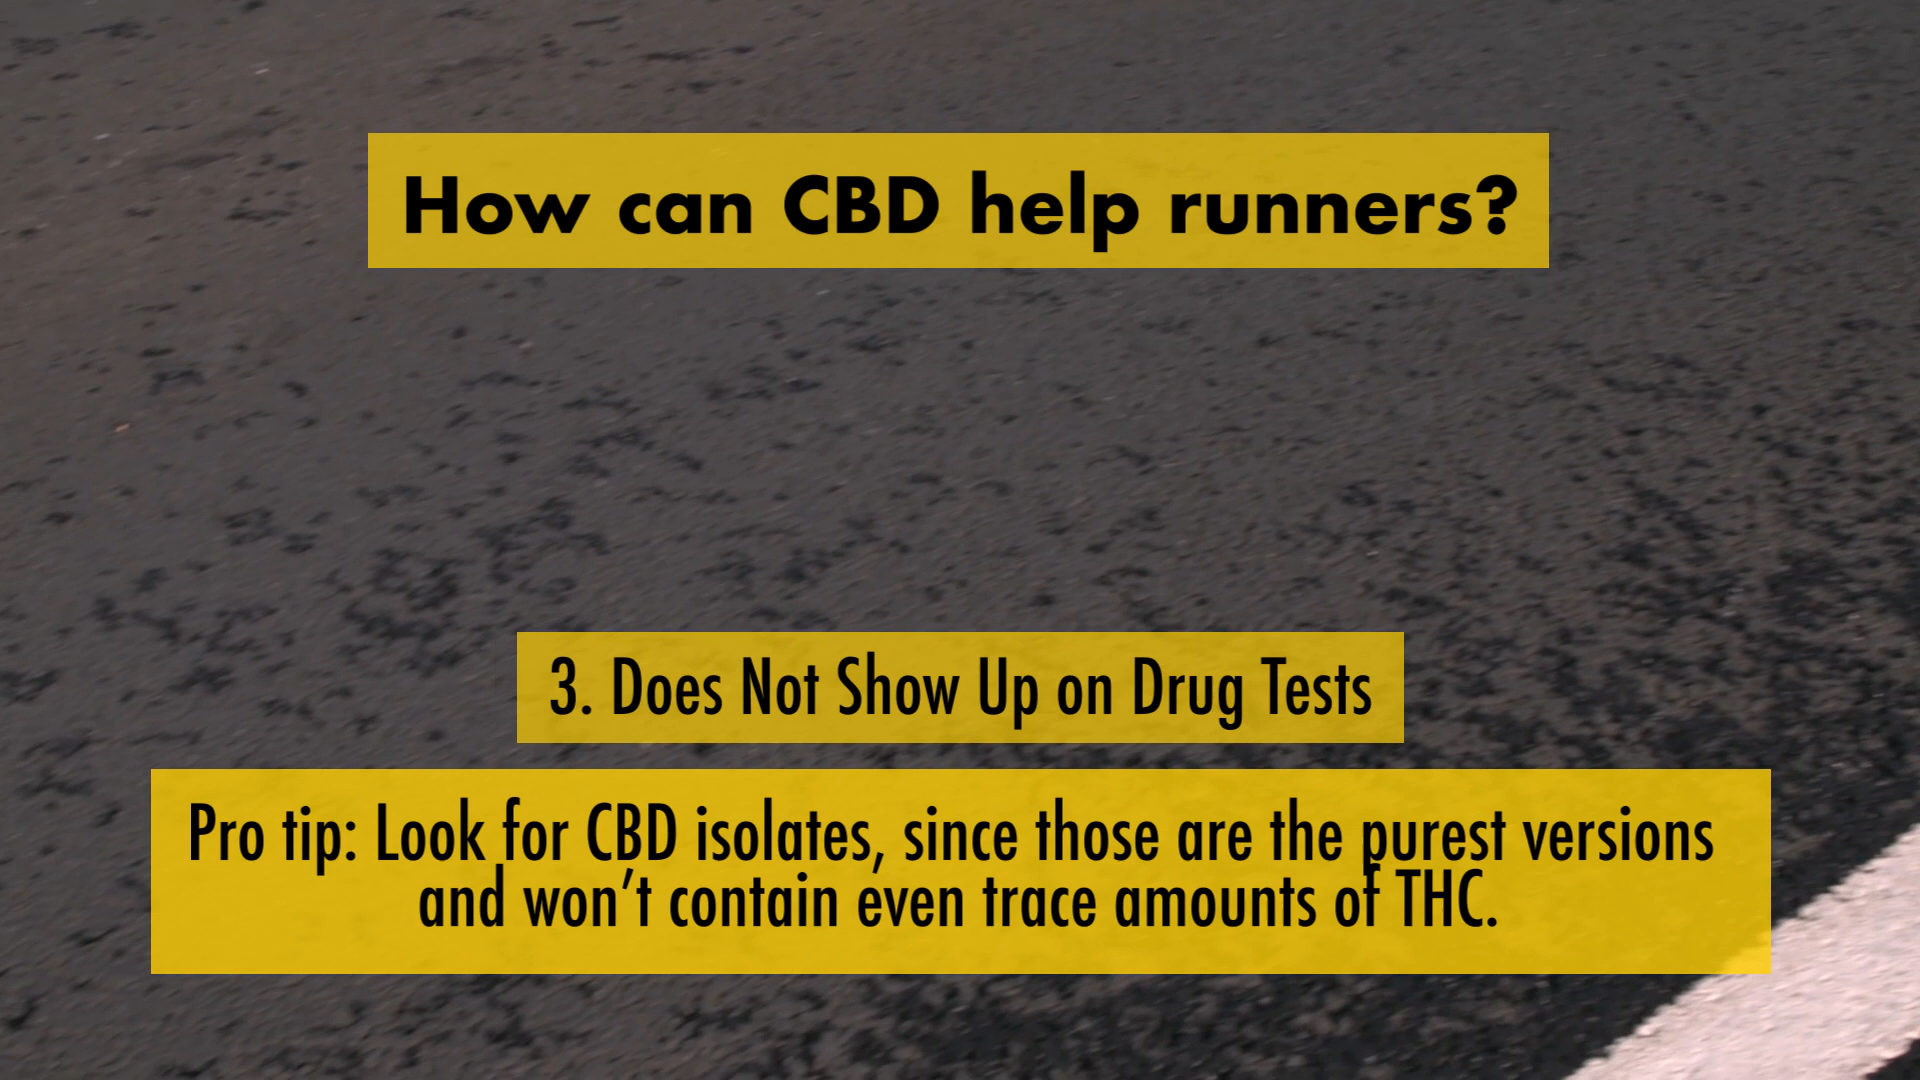 How can CBD help runners?
3. Does Not Show Up on Drug Tests
Pro tip: Look for CBD isolates, since those are the purest versions
and won’t contain even trace amounts of THC.